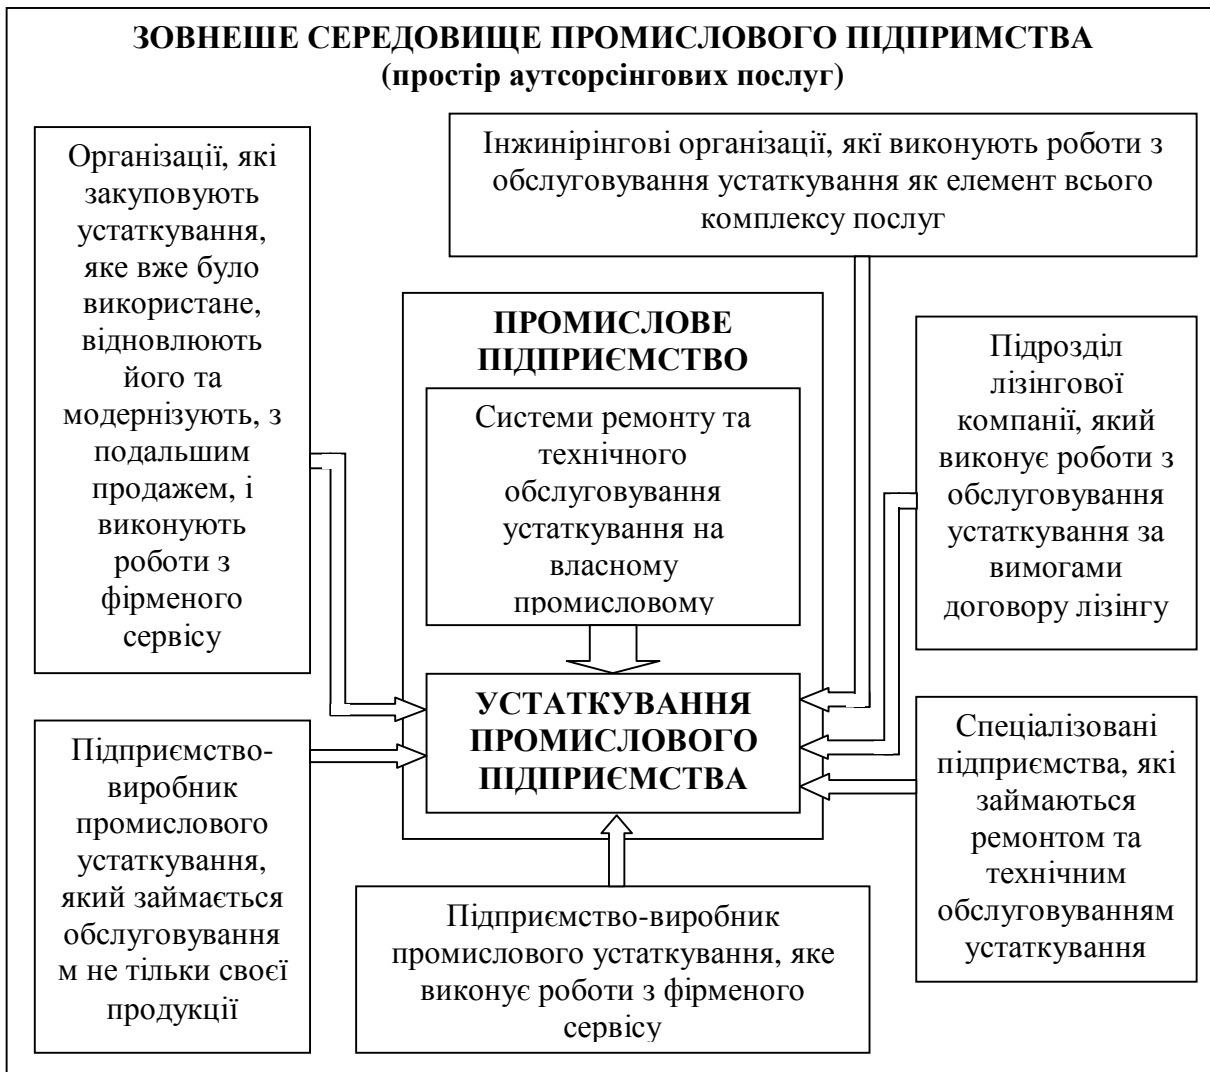 ЗОВНЕШЕ СЕРЕДОВИЩЕ ПРОМИСЛОВОГО ПІДПРИМСТВА
(простір аутсорсінгових послуг)
Організації, які
закуповують
устаткування,
яке вже було
використане,
відновлюють
його та
модернізують, з
подальшим
продажем, і
виконують
роботи з
фірменого
сервісу
Інжинірінгові організації, якї виконують роботи з
обслуговування устаткування як елемент всього
комплексу послуг
ПРОМИСЛОВЕ
ПІДПРИЄМСТВО
Системи ремонту та
технічного
обслуговування
устаткування на
власному
промисловому
Підрозділ
лізінгової
компанії, який
виконує роботи з
обслуговування
устаткування за
вимогами
договору лізінгу
УСТАТКУВАННЯ
ПРОМИСЛОВОГО
ПІДПРИЄМСТВА
Підприємство-
виробник
промислового
устаткування,
який займається
обслуговування
м не тільки своєї
продукції
Підприємство-виробник
промислового устаткування, яке
виконує роботи з фірменого
сервісу
Спеціалізовані
підприємства, які
займаються
ремонтом та
технічним
обслуговуванням
устаткування